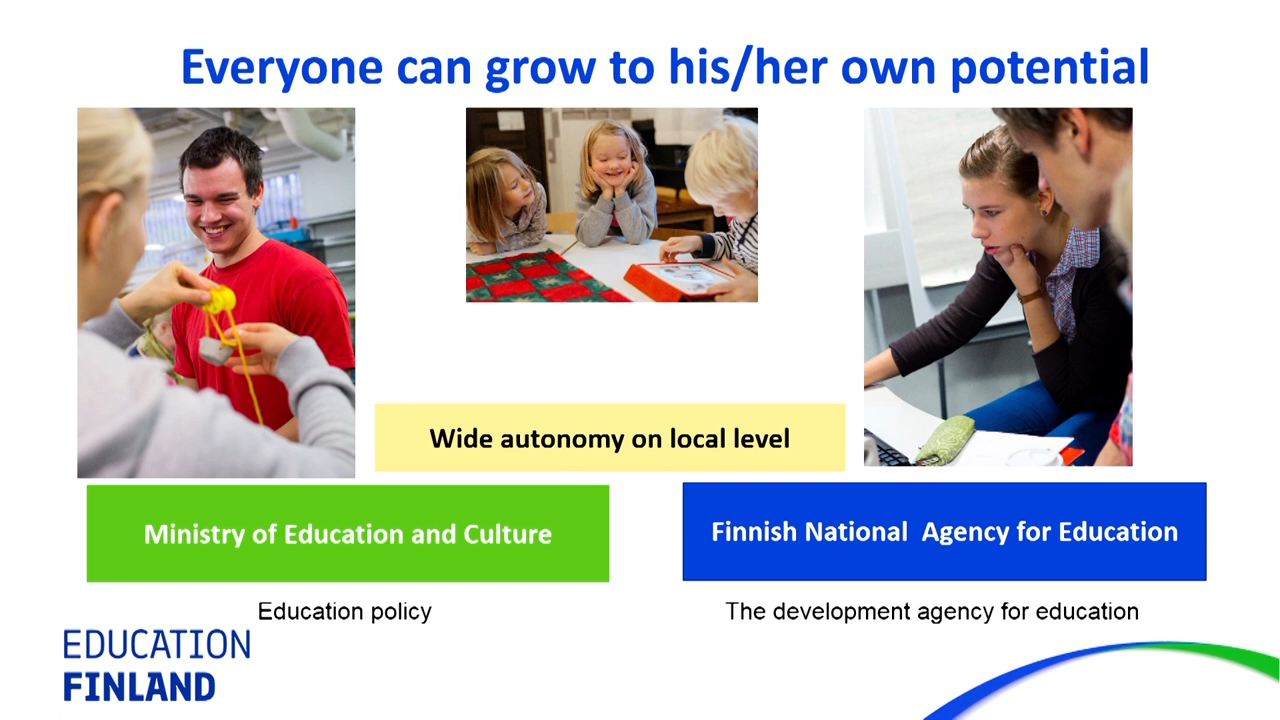 Everyone can grow to his/her own potential
Wide autonomy on local level
Ministry of Education and Culture
Finnish National Agency for Education
Education policy
The development agency for education
EDUCATION
FINLAND